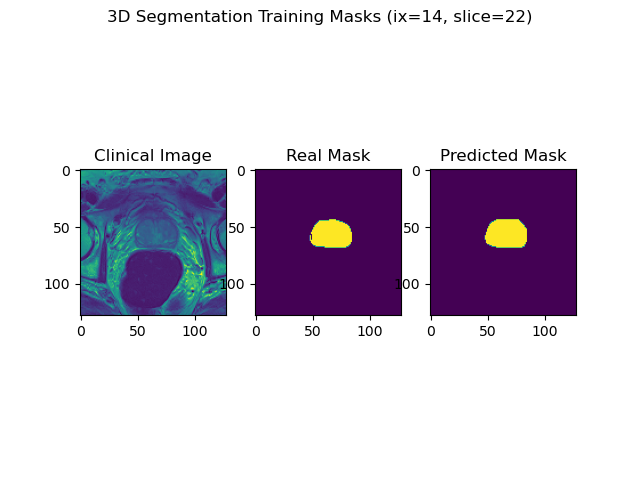 3D Segmentation Training Masks (ix=14, slice=22)
Clinical Image Real Mask Predicted Mask
0 0 0
50 50 50
100 100 100
0 50 100 0 50 100 0 50 100